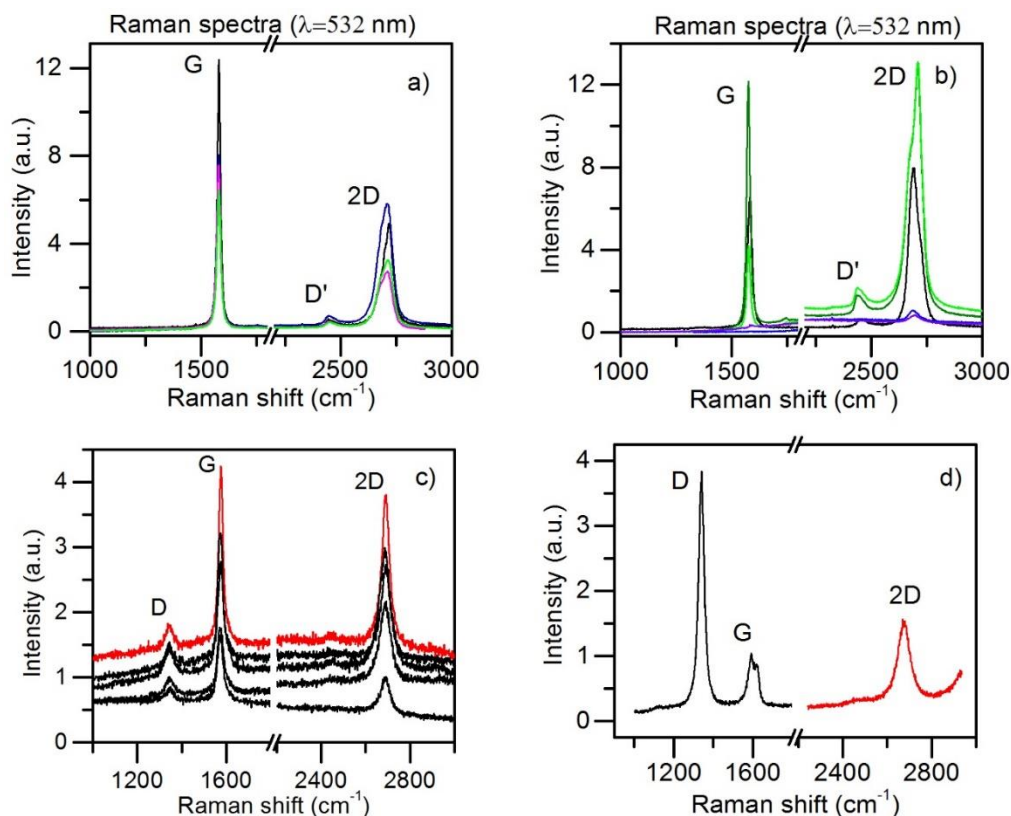 Raman spectra (λ=532 nm)
G
a)
2D
D'
12
8
4
0
Intensity (a.u.)
1000
1500
2500
3000
Raman shift (cm⁻¹)
Raman spectra (λ=532 nm)
2D
b)
G
D'
12
8
4
0
Intensity (a.u.)
1000
1500
2500
3000
Raman shift (cm⁻¹)
G
c)
2D
D
4
3
2
1
0
Intensity (a.u.)
1200
1600
2400
2800
Raman shift (cm⁻¹)
d)
D
2D
G
4
3
2
1
0
Intensity (a.u.)
1200
1600
2400
2800
Raman shift (cm⁻¹)